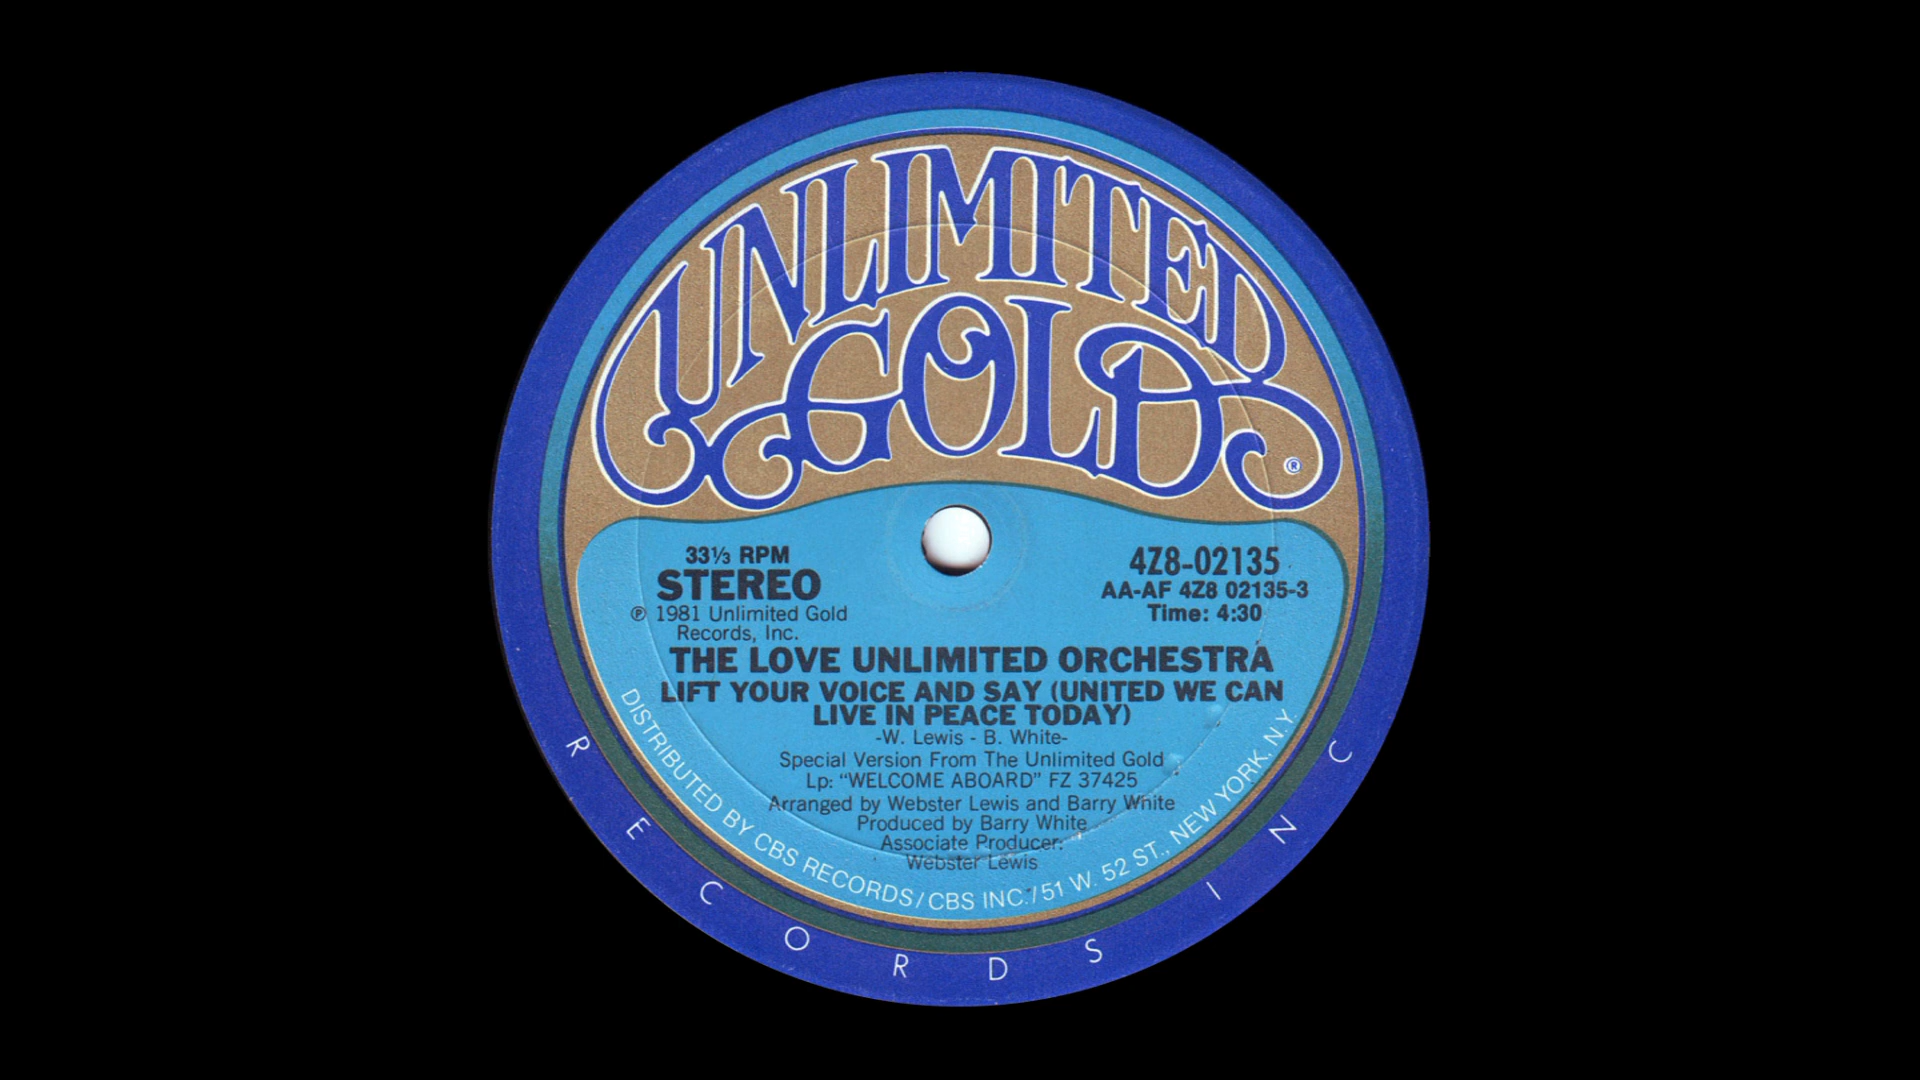 UNLIMITED
GOLD
®
33⅓ RPM
STEREO
℗ 1981 Unlimited Gold
Records, Inc.
4Z8-02135
AA-AF 4Z8 02135-3
Time: 4:30
THE LOVE UNLIMITED ORCHESTRA
LIFT YOUR VOICE AND SAY (UNITED WE CAN
LIVE IN PEACE TODAY)
-W. Lewis - B. White-
Special Version From The Unlimited Gold
Lp: “WELCOME ABOARD” FZ 37425
Arranged by Webster Lewis and Barry White
Produced by Barry White
Associate Producer:
Webster Lewis
DISTRIBUTED BY CBS RECORDS/CBS INC./51 W. 52 ST., NEW YORK, N.Y.
RECORDS INC